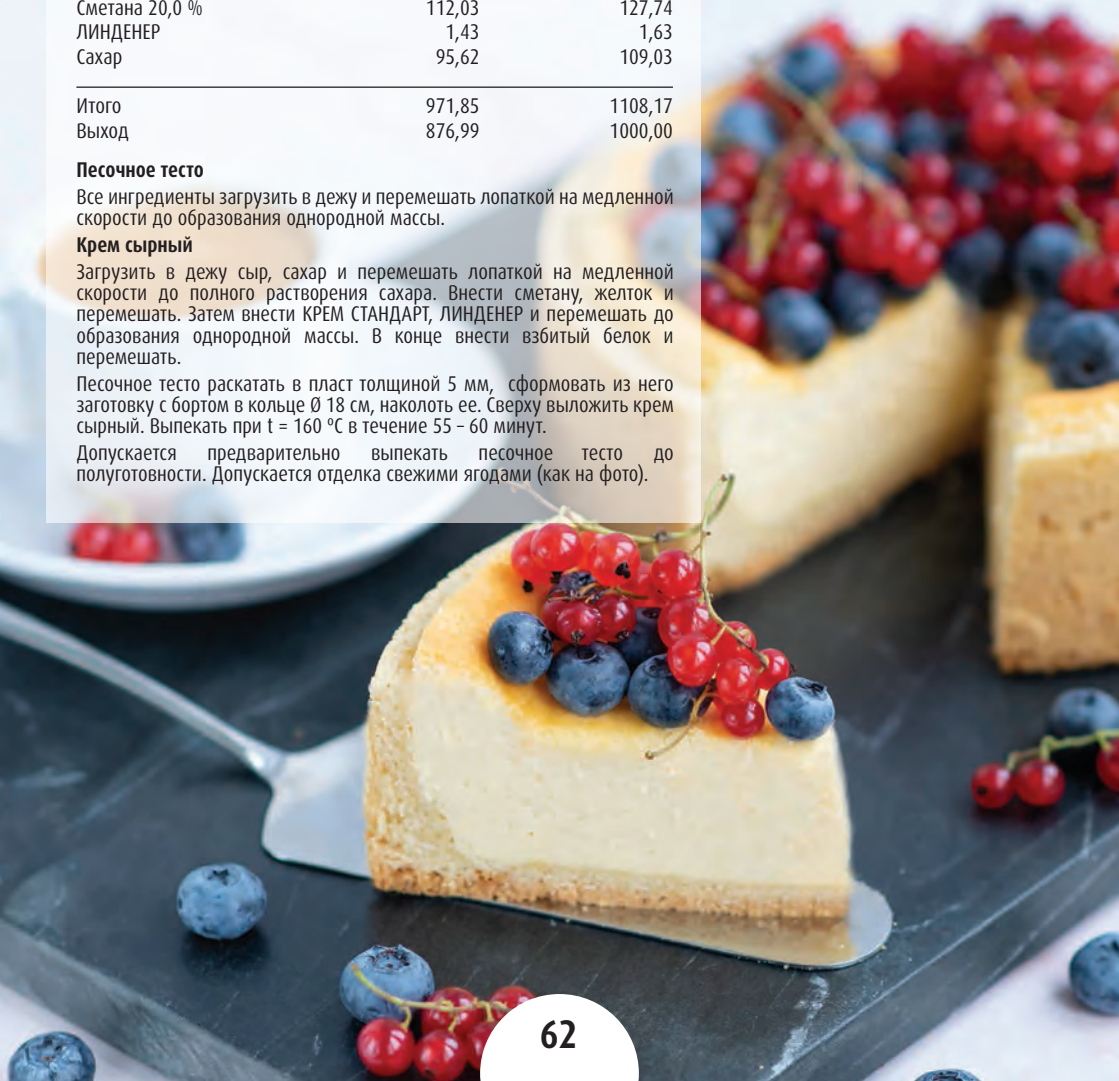 Сметана 20,0 % 112,03 127,74
ЛИНДЕНЕР 1,43 1,63
Сахар 95,62 109,03
Итого 971,85 1108,17
Выход 876,99 1000,00
Песочное тесто
Все ингредиенты загрузить в дежу и перемешать лопаткой на медленной
скорости до образования однородной массы.
Крем сырный
Загрузить в дежу сыр, сахар и перемешать лопаткой на медленной
скорости до полного растворения сахара. Внести сметану, желток и
перемешать. Затем внести КРЕМ СТАНДАРТ, ЛИНДЕНЕР и перемешать до
образования однородной массы. В конце внести взбитый белок и
перемешать.
Песочное тесто раскатать в пласт толщиной 5 мм, сформовать из него
заготовку с бортом в кольце Ø 18 см, наколоть ее. Сверху выложить крем
сырный. Выпекать при t = 160 ºС в течение 55 – 60 минут.
Допускается предварительно выпекать песочное тесто до
полуготовности. Допускается отделка свежими ягодами (как на фото).
62